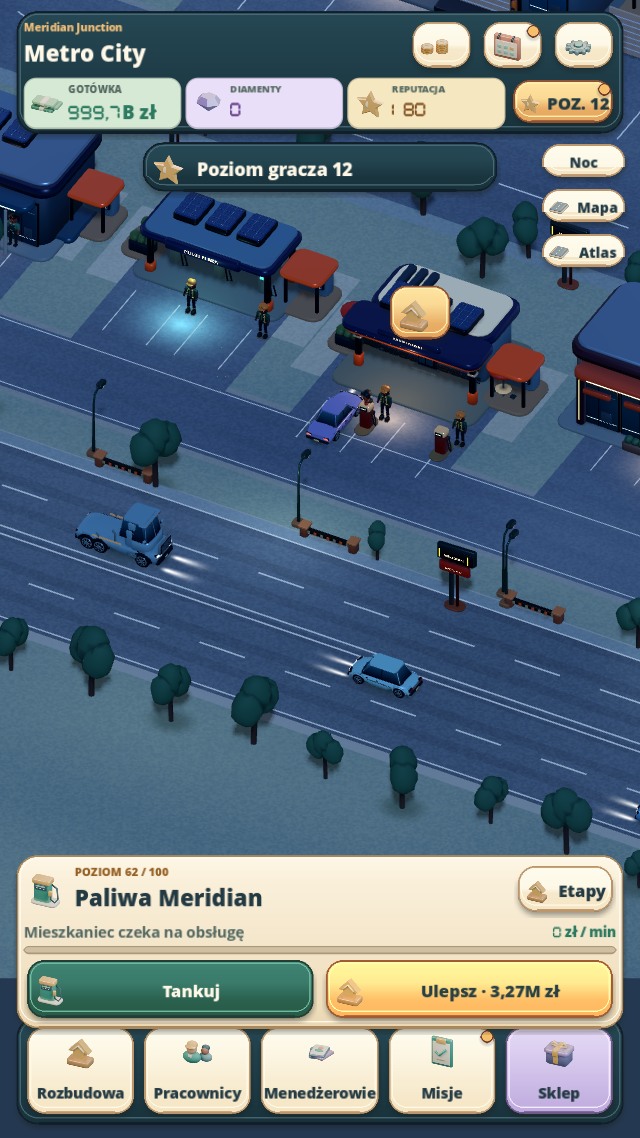 Meridian Junction
Metro City
GOTÓWKA
999,7B zł
DIAMENTY
0
REPUTACJA
180
POZ. 12
Poziom gracza 12
Noc
Mapa
Atlas
POZIOM 62 / 100
Paliwa Meridian
Etapy
Mieszkaniec czeka na obsługę
0 zł / min
Tankuj
Ulepsz · 3,27M zł
Rozbudowa
Pracownicy
Menedżerowie
Misje
Sklep